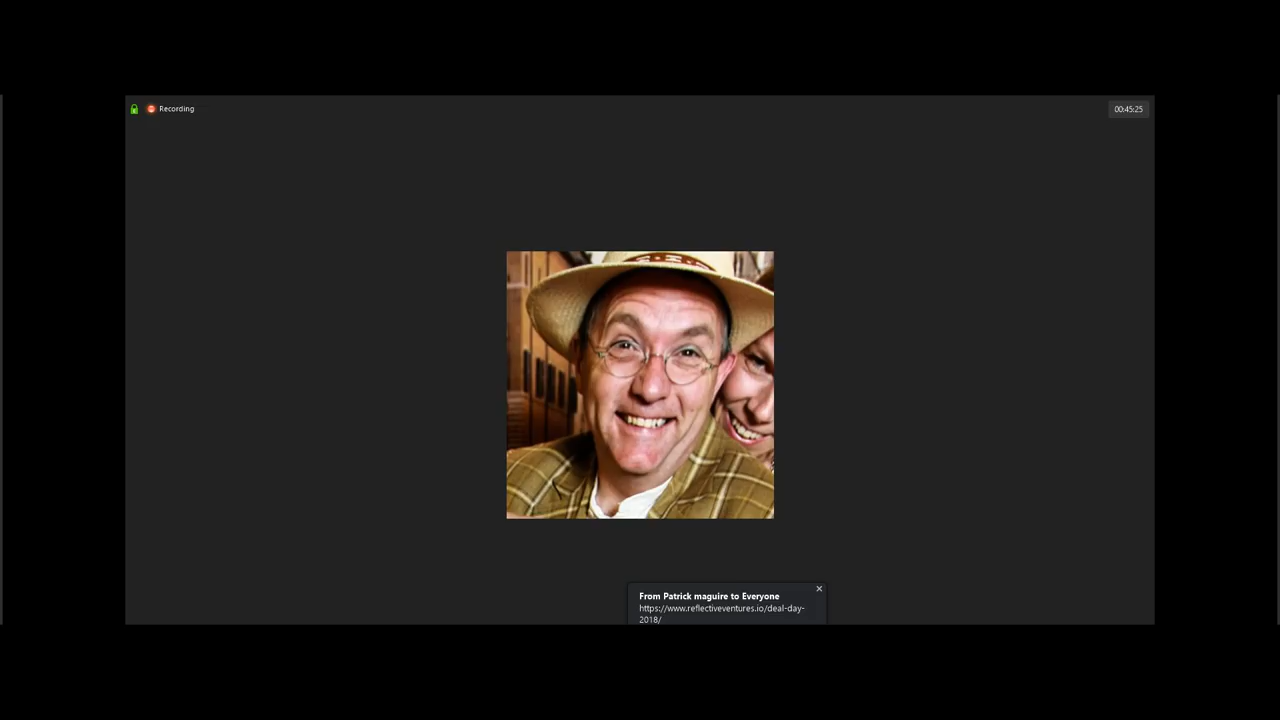 Recording
00:45:25
From Patrick maguire to Everyone
https://www.reflectiveventures.io/deal-day-
2018/